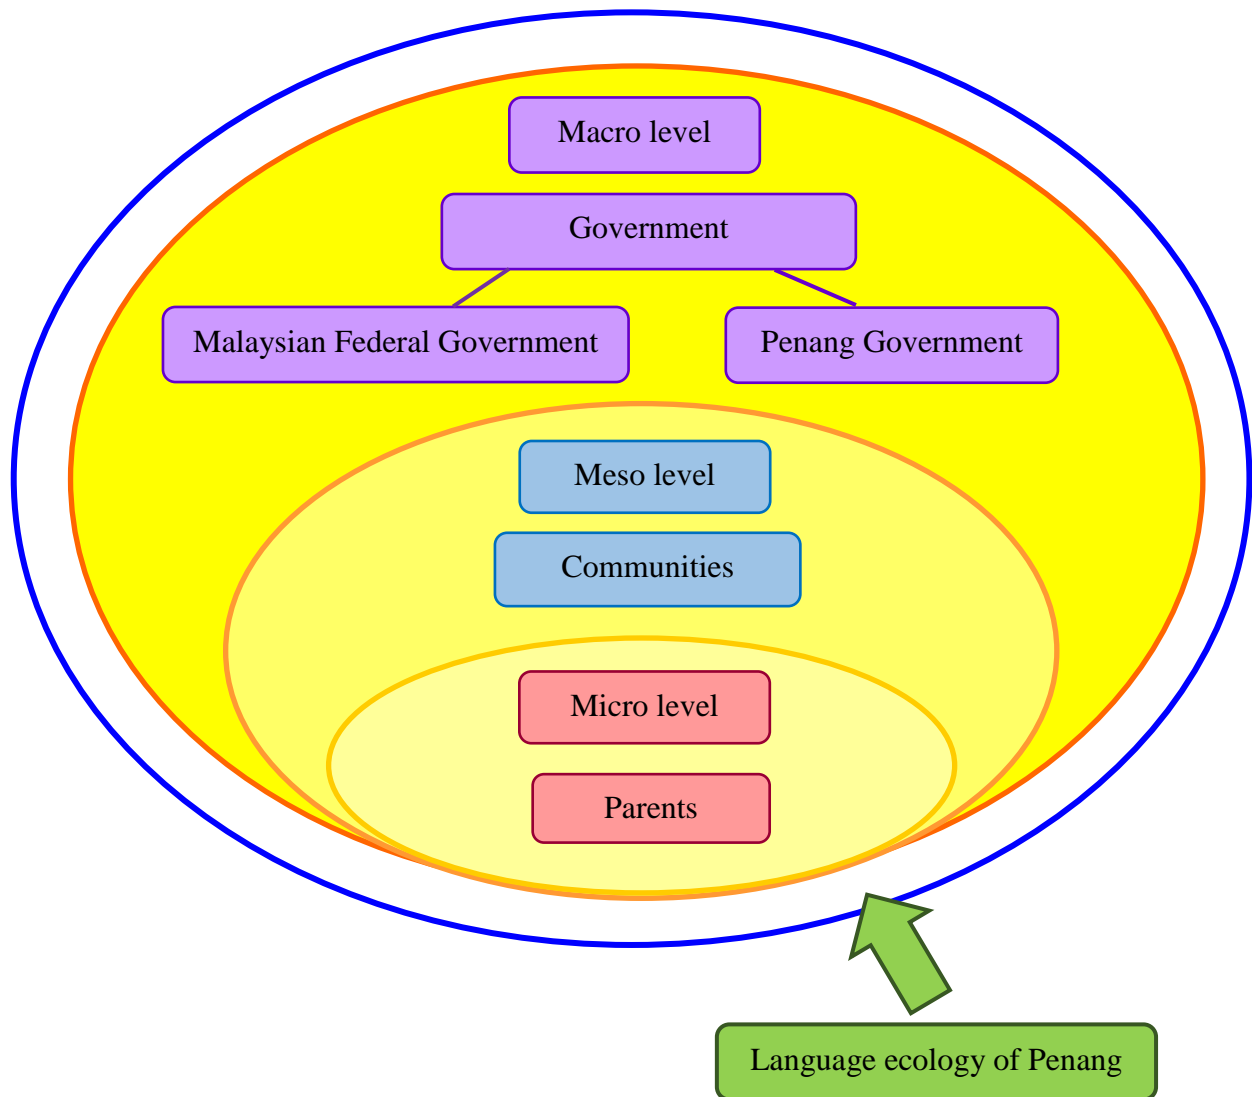 Macro level
Government
Malaysian Federal Government
Penang Government
Meso level
Communities
Micro level
Parents
Language ecology of Penang